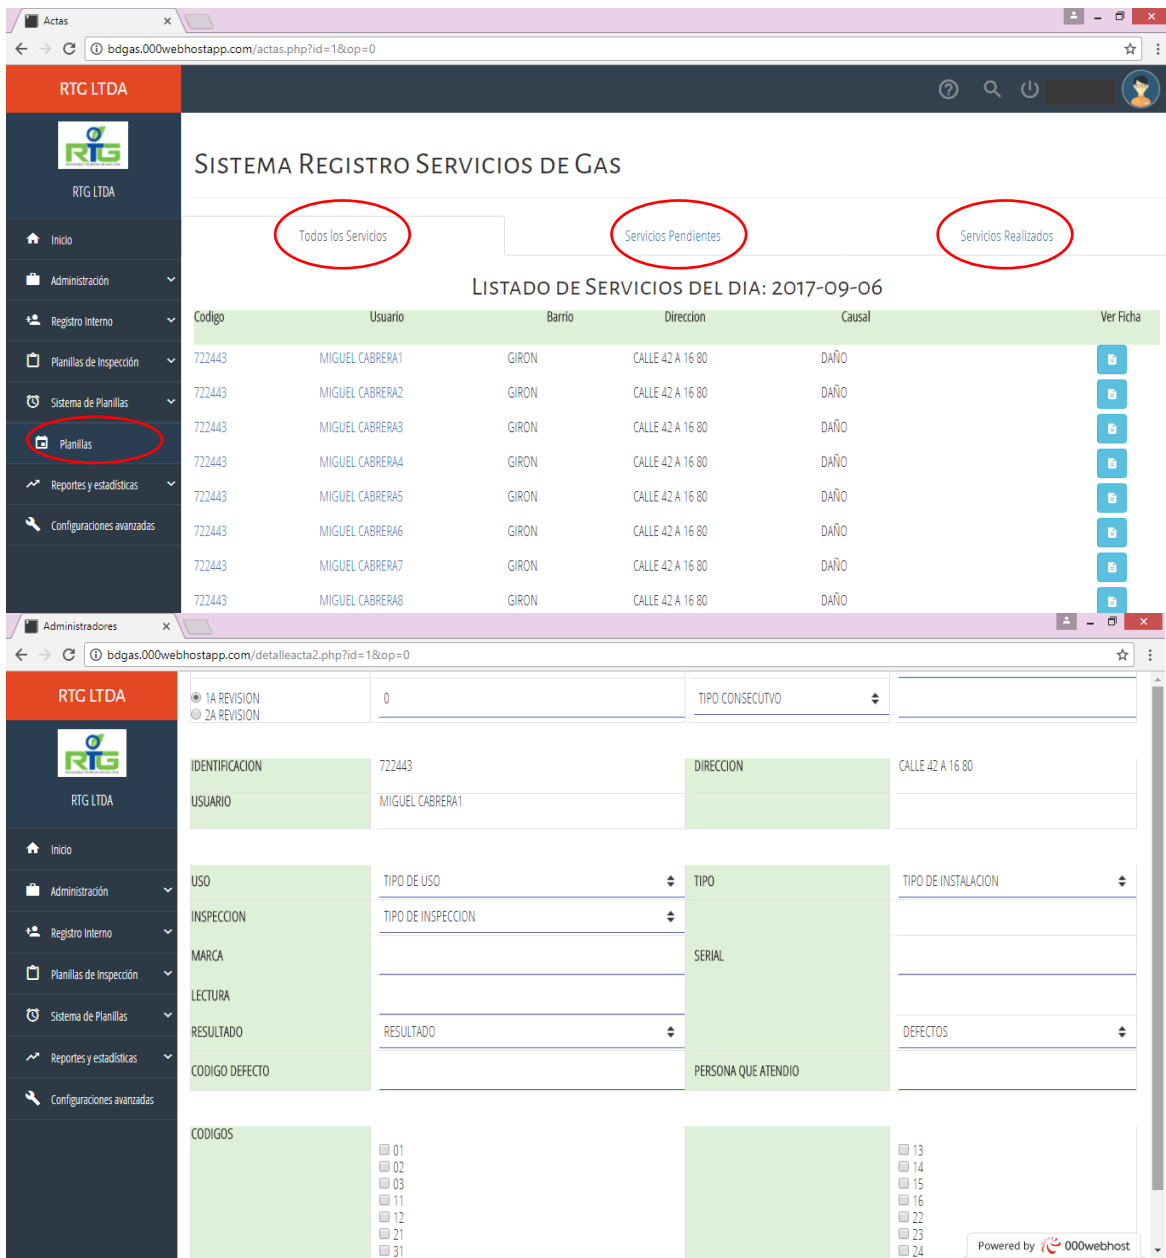 Actas
bdgas.000webhostapp.com/actas.php?id=1&op=0
RTG LTDA
RTG
RTG LTDA
SISTEMA REGISTRO SERVICIOS DE GAS
Inicio
Administración
Registro Interno
Planillas de Inspección
Sistema de Planillas
Planillas
Reportes y estadísticas
Configuraciones avanzadas
Todos los Servicios Servicios Pendientes Servicios Realizados
LISTADO DE SERVICIOS DEL DIA: 2017-09-06
Codigo Usuario Barrio Direccion Causal Ver Ficha
722443 MIGUEL CABRERA1 GIRON CALLE 42 A 16 80 DAÑO
722443 MIGUEL CABRERA2 GIRON CALLE 42 A 16 80 DAÑO
722443 MIGUEL CABRERA3 GIRON CALLE 42 A 16 80 DAÑO
722443 MIGUEL CABRERA4 GIRON CALLE 42 A 16 80 DAÑO
722443 MIGUEL CABRERA5 GIRON CALLE 42 A 16 80 DAÑO
722443 MIGUEL CABRERA6 GIRON CALLE 42 A 16 80 DAÑO
722443 MIGUEL CABRERA7 GIRON CALLE 42 A 16 80 DAÑO
722443 MIGUEL CABRERA8 GIRON CALLE 42 A 16 80 DAÑO
Administradores
bdgas.000webhostapp.com/detalleacta2.php?id=1&op=0
RTG LTDA
RTG
RTG LTDA
Inicio
Administración
Registro Interno
Planillas de Inspección
Sistema de Planillas
Reportes y estadísticas
Configuraciones avanzadas
1A REVISION 0 TIPO CONSECUTVO
2A REVISION
IDENTIFICACION 722443 DIRECCION CALLE 42 A 16 80
USUARIO MIGUEL CABRERA1
USO TIPO DE USO TIPO TIPO DE INSTALACION
INSPECCION TIPO DE INSPECCION
MARCA SERIAL
LECTURA
RESULTADO RESULTADO DEFECTOS
CODIGO DEFECTO PERSONA QUE ATENDIO
CODIGOS
01 13
02 14
03 15
11 16
12 22
21 23
31 24
Powered by 000webhost